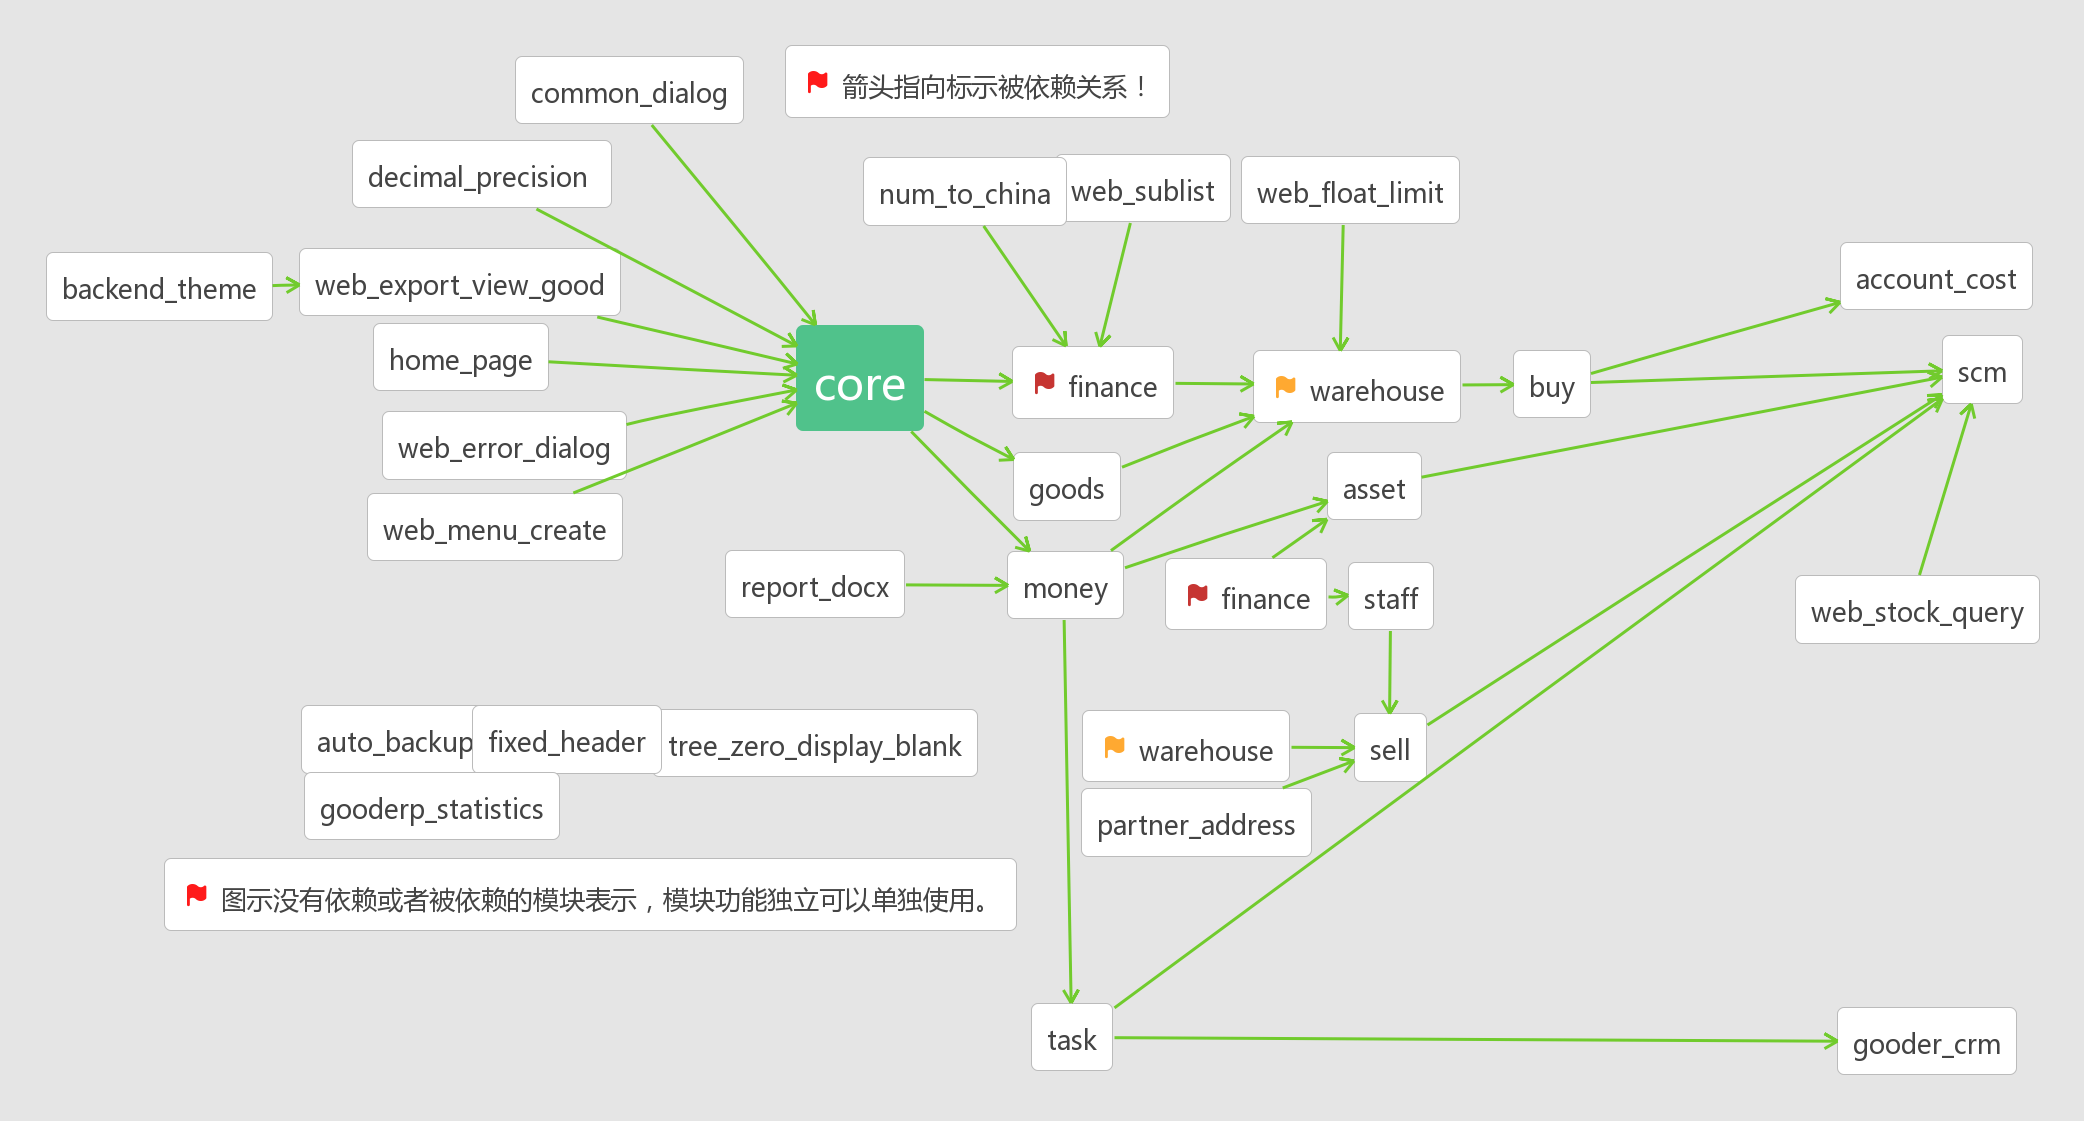 common_dialog
箭头指向标示被依赖关系！
decimal_precision
num_to_china
web_sublist
web_float_limit
backend_theme
web_export_view_good
account_cost
home_page
core
finance
warehouse
buy
scm
web_error_dialog
goods
asset
web_menu_create
report_docx
money
finance
staff
web_stock_query
auto_backup
fixed_header
tree_zero_display_blank
warehouse
sell
gooderp_statistics
partner_address
图示没有依赖或者被依赖的模块表示，模块功能独立可以单独使用。
task
gooder_crm